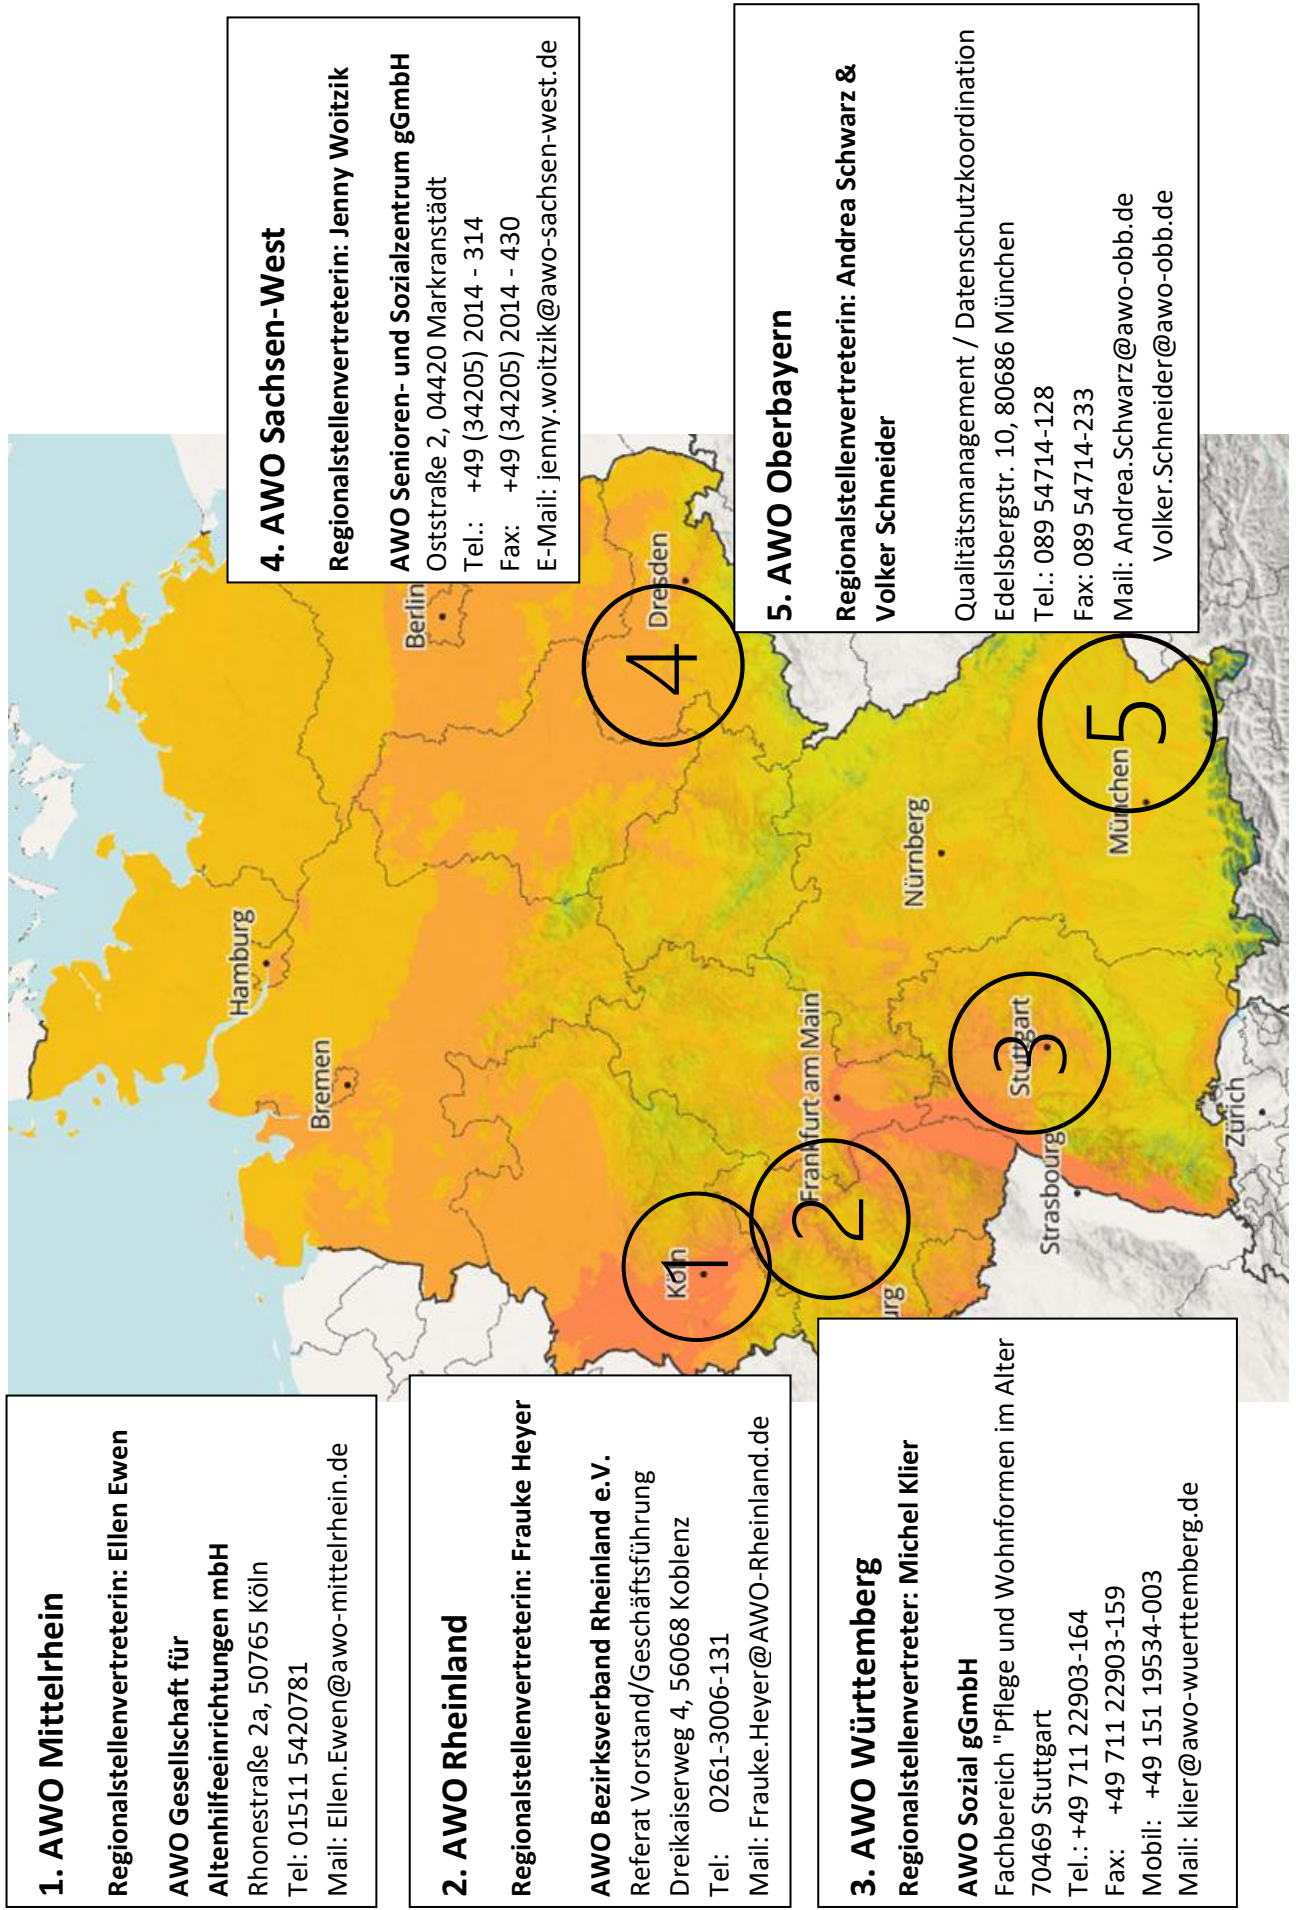 1. AWO Mittelrhein
Regionalstellenvertreterin: Ellen Ewen
AWO Gesellschaft für
Altenhilfeeinrichtungen mbH
Rhonestraße 2a, 50765 Köln
Tel: 01511 5420781
Mail: Ellen.Ewen@awo-mittelrhein.de
2. AWO Rheinland
Regionalstellenvertreterin: Frauke Heyer
AWO Bezirksverband Rheinland e.V.
Referat Vorstand/Geschäftsführung
Dreikaiserweg 4, 56068 Koblenz
Tel: 0261-3006-131
Mail: Frauke.Heyer@AWO-Rheinland.de
3. AWO Württemberg
Regionalstellenvertreter: Michel Klier
AWO Sozial gGmbH
Fachbereich "Pflege und Wohnformen im Alter
70469 Stuttgart
Tel.: +49 711 22903-164
Fax: +49 711 22903-159
Mobil: +49 151 19534-003
Mail: klier@awo-wuerttemberg.de
4. AWO Sachsen-West
Regionalstellenvertreterin: Jenny Woitzik
AWO Senioren- und Sozialzentrum gGmbH
Oststraße 2, 04420 Markranstädt
Tel.: +49 (34205) 2014 - 314
Fax: +49 (34205) 2014 - 430
E-Mail: jenny.woitzik@awo-sachsen-west.de
5. AWO Oberbayern
Regionalstellenvertreterin: Andrea Schwarz &
Volker Schneider
Qualitätsmanagement / Datenschutzkoordination
Edelsbergstr. 10, 80686 München
Tel.: 089 54714-128
Fax: 089 54714-233
Mail: Andrea.Schwarz@awo-obb.de
Volker.Schneider@awo-obb.de
Hamburg
Bremen
Berlin
Köln
1
Dresden
4
Frankfurt am Main
2
urg
Nürnberg
Stuttgart
3
Strasbourg
München
5
Zürich